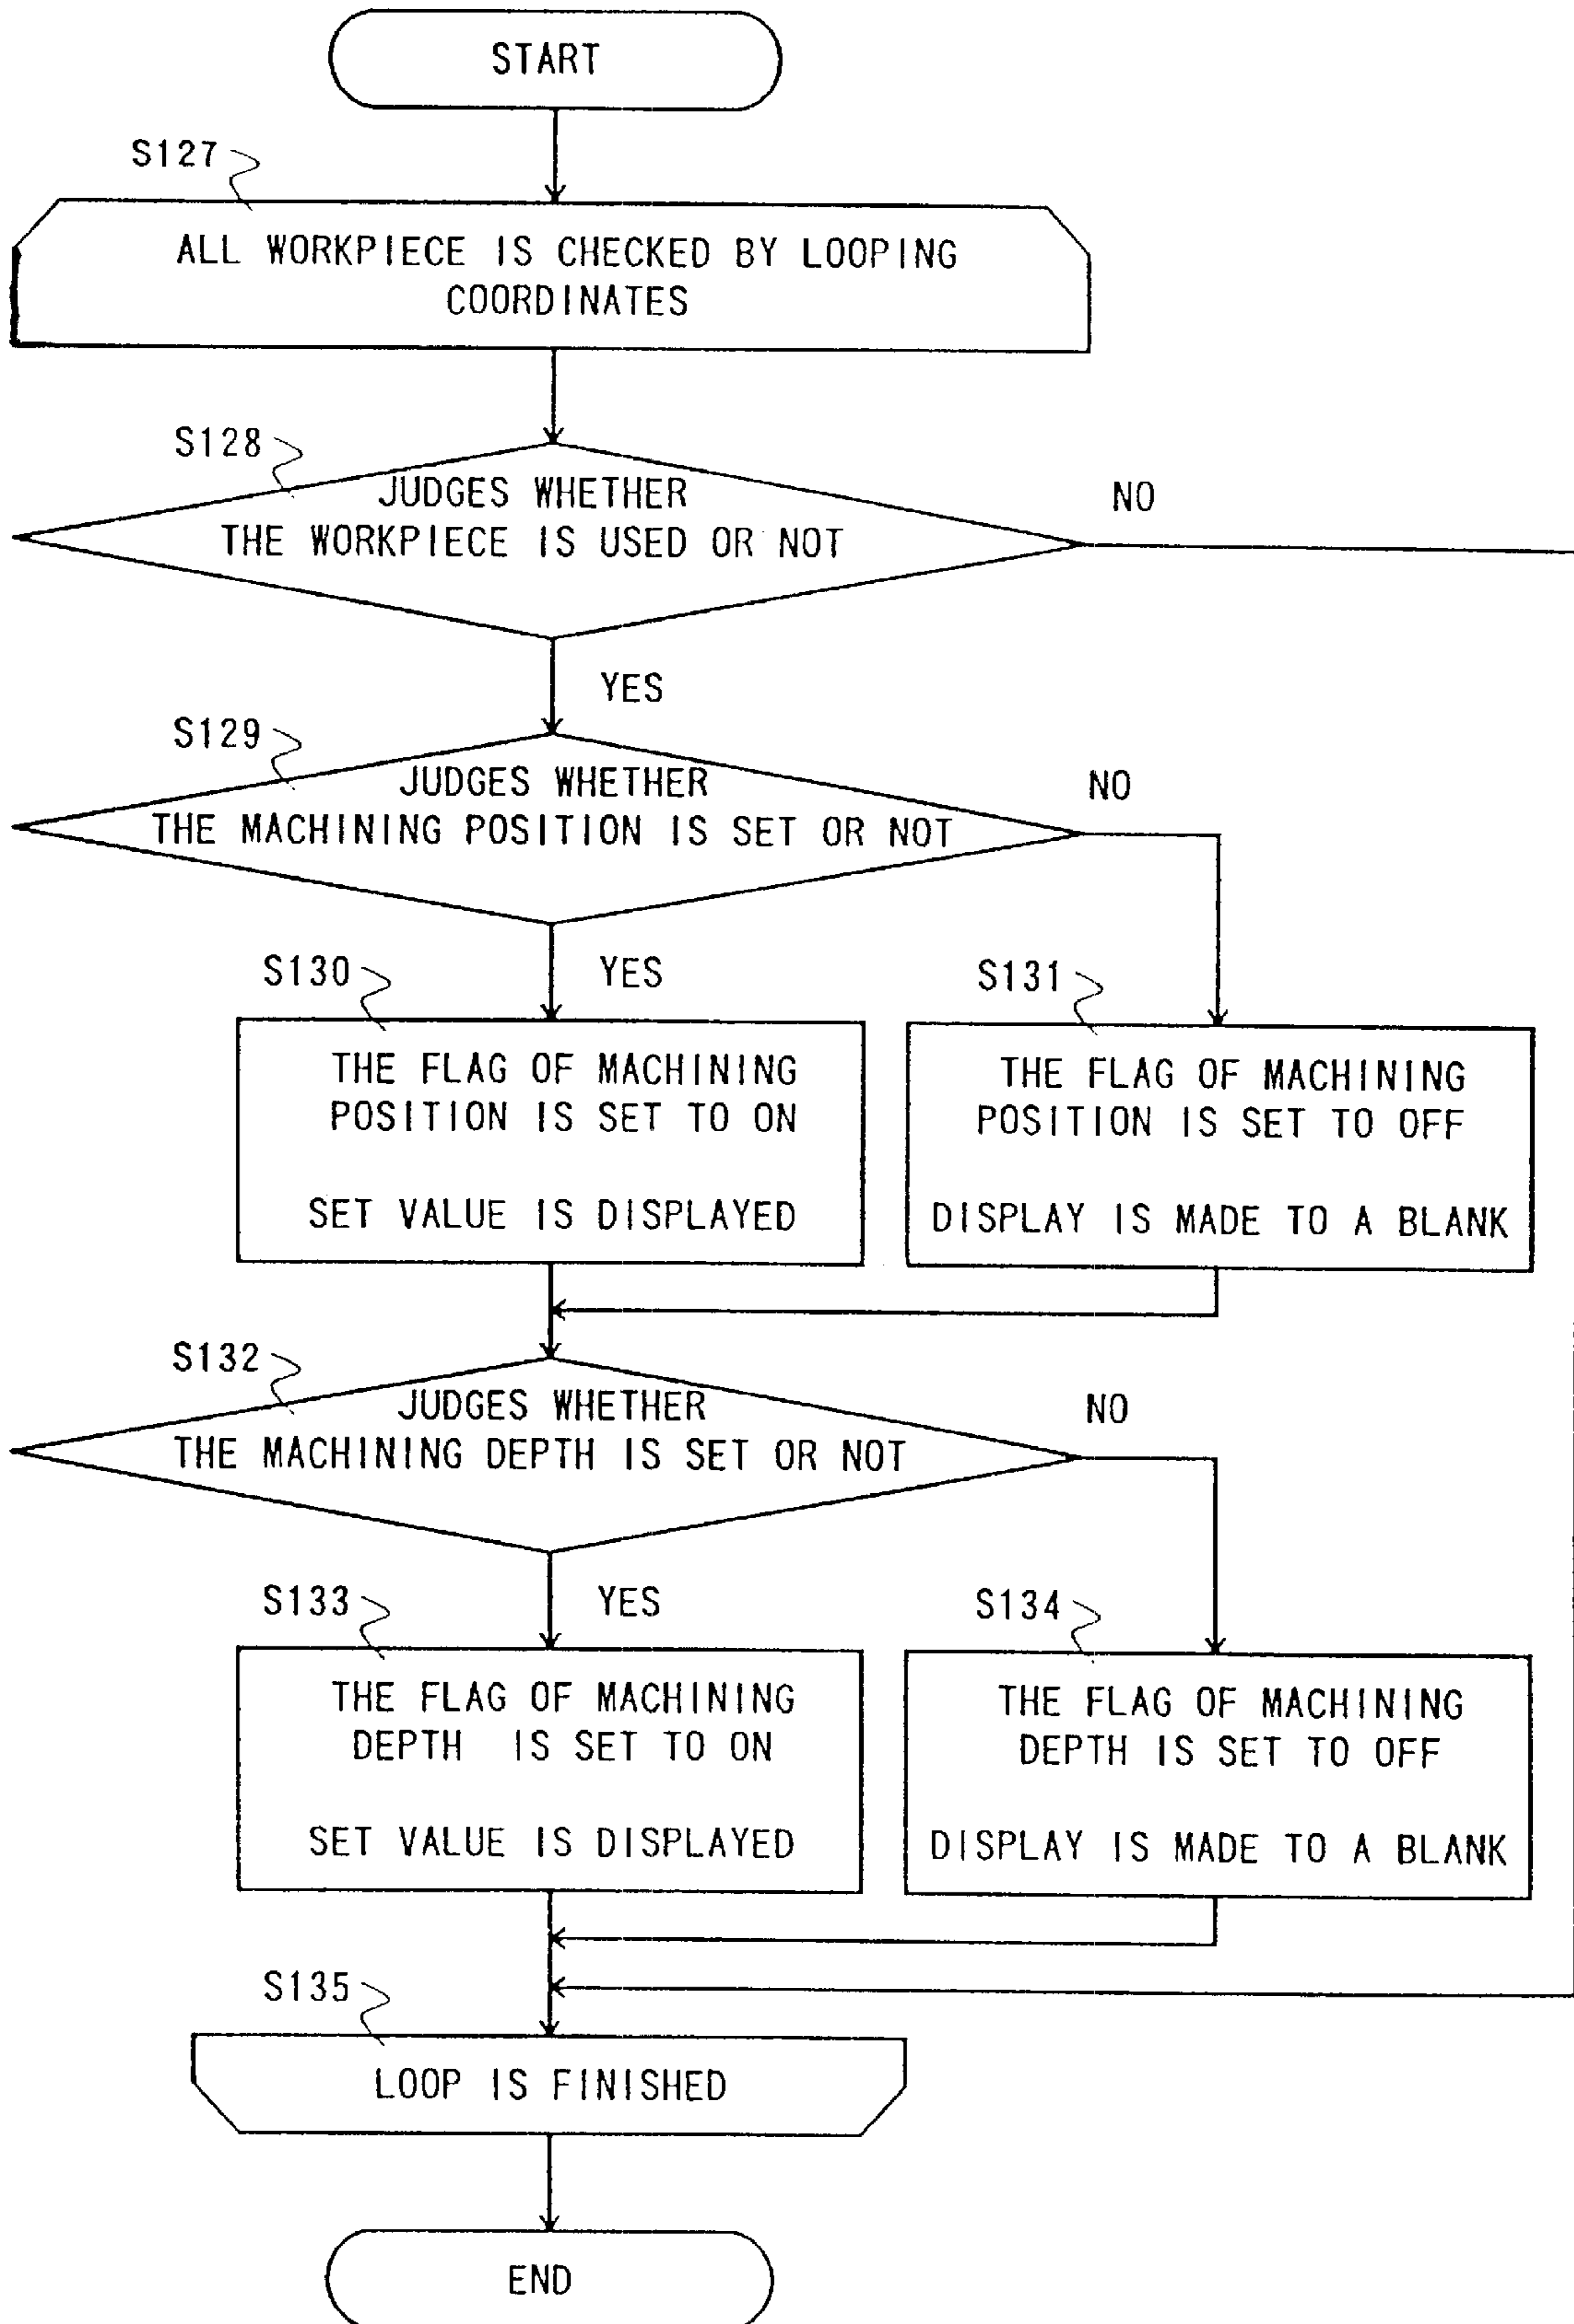 START
S127
ALL WORKPIECE IS CHECKED BY LOOPING
COORDINATES
S128
JUDGES WHETHER
THE WORKPIECE IS USED OR NOT
NO
YES
S129
JUDGES WHETHER
THE MACHINING POSITION IS SET OR NOT
NO
YES
S130
THE FLAG OF MACHINING
POSITION IS SET TO ON
SET VALUE IS DISPLAYED
S131
THE FLAG OF MACHINING
POSITION IS SET TO OFF
DISPLAY IS MADE TO A BLANK
S132
JUDGES WHETHER
THE MACHINING DEPTH IS SET OR NOT
NO
YES
S133
THE FLAG OF MACHINING
DEPTH IS SET TO ON
SET VALUE IS DISPLAYED
S134
THE FLAG OF MACHINING
DEPTH IS SET TO OFF
DISPLAY IS MADE TO A BLANK
S135
LOOP IS FINISHED
END